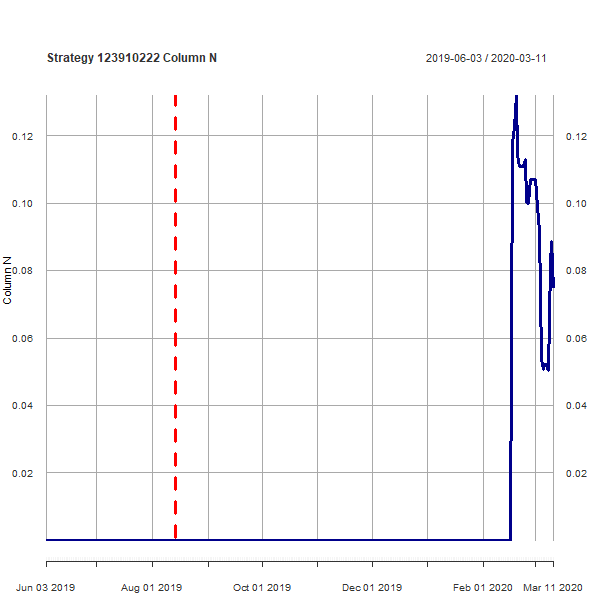 Strategy 123910222 Column N
2019-06-03 / 2020-03-11
0.12
0.12
0.10
0.10
0.08
0.08
Column N
0.06
0.06
0.04
0.04
0.02
0.02
Jun 03 2019
Aug 01 2019
Oct 01 2019
Dec 01 2019
Feb 01 2020
Mar 11 2020